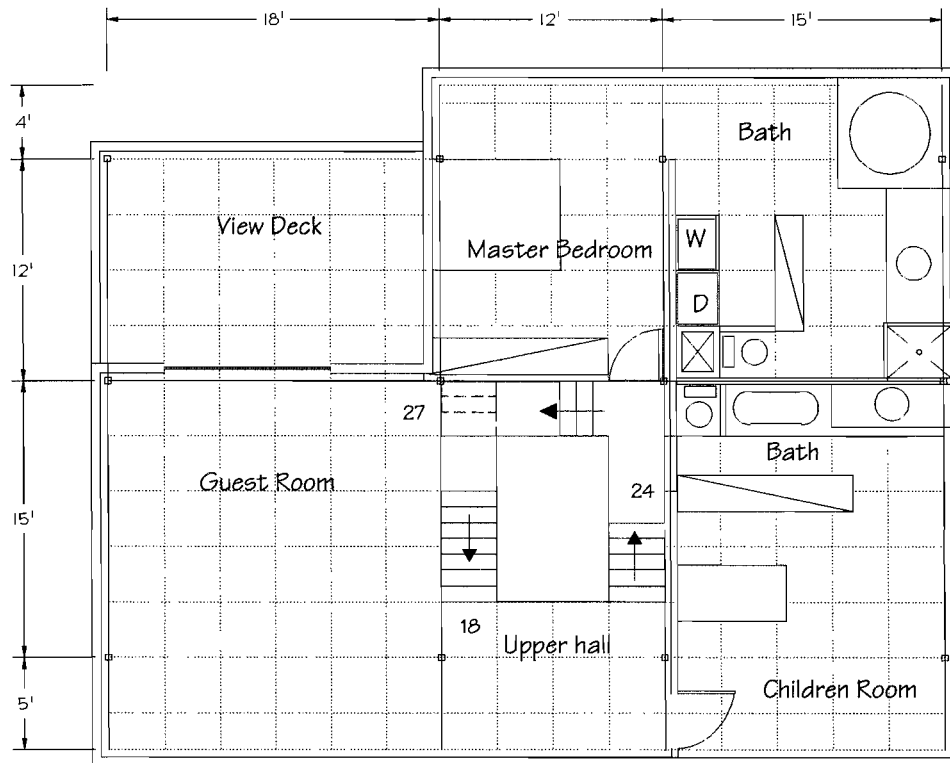 18'
12'
15'
4'
Bath
View Deck
Master Bedroom
W
12'
D
27
Bath
Guest Room
24
15'
18
Upper hall
Children Room
5'